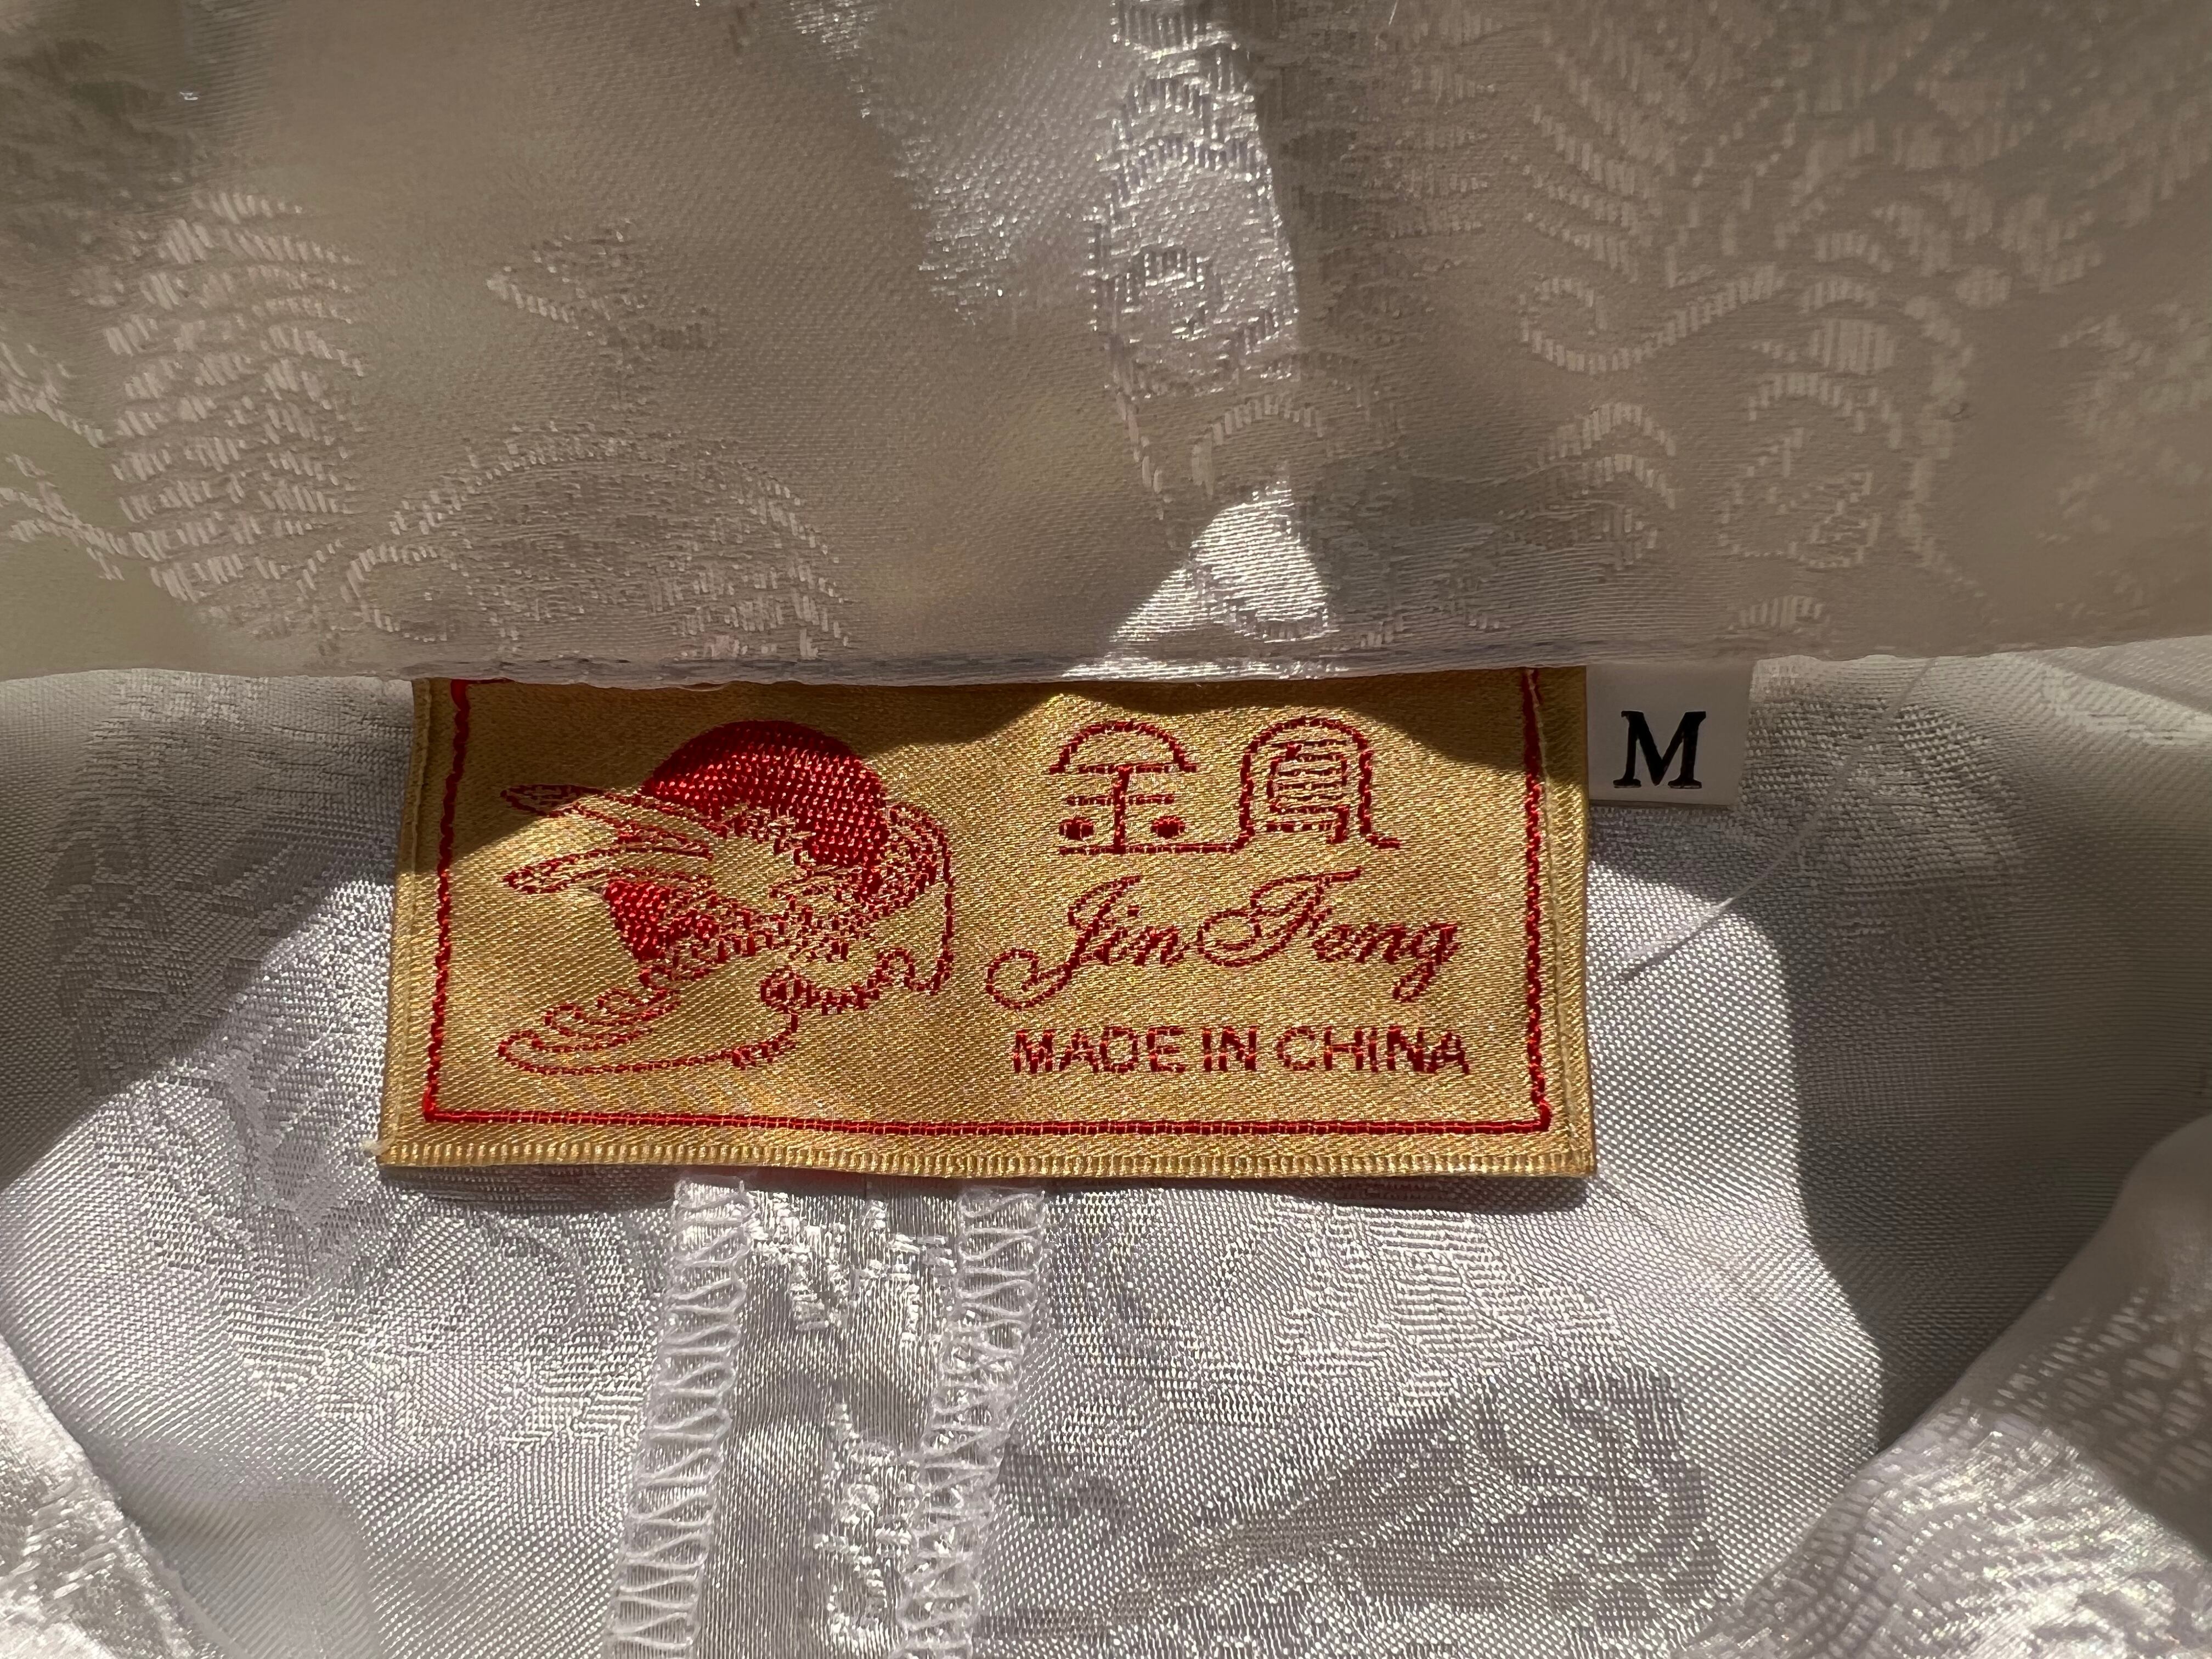 金鳳
Jin Feng
MADE IN CHINA
M